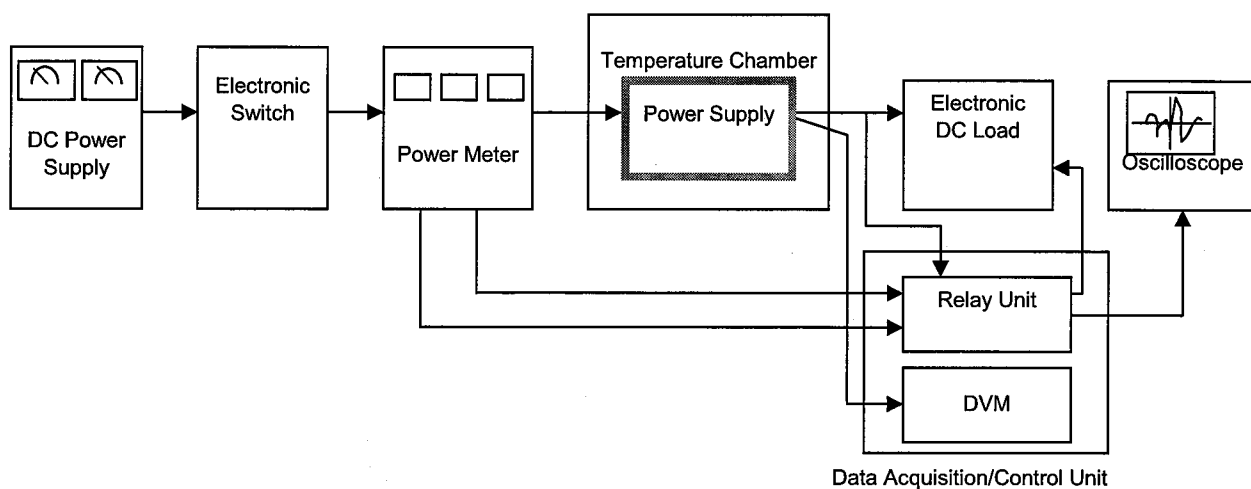 DC Power
Supply
Electronic
Switch
Power Meter
Temperature Chamber
Power Supply
Electronic
DC Load
Oscilloscope
Relay Unit
DVM
Data Acquisition/Control Unit